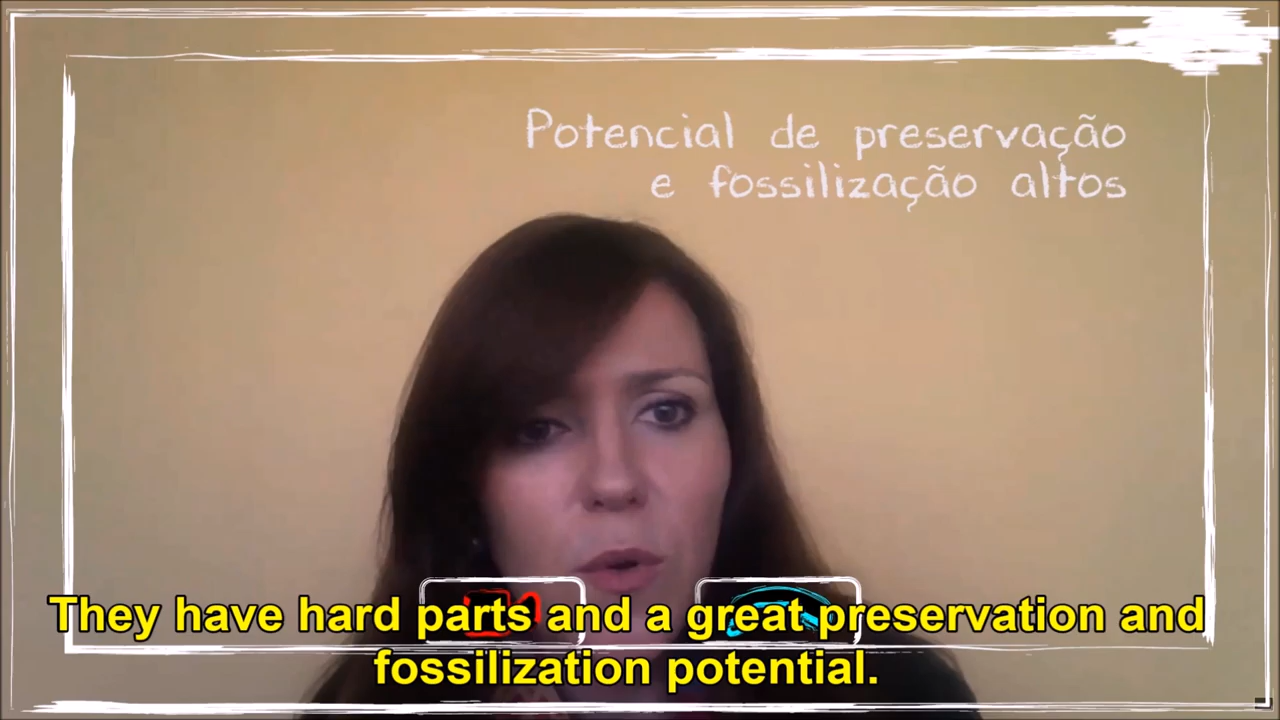 Potencial de preservação
e fossilização altos
They have hard parts and a great preservation and
fossilization potential.